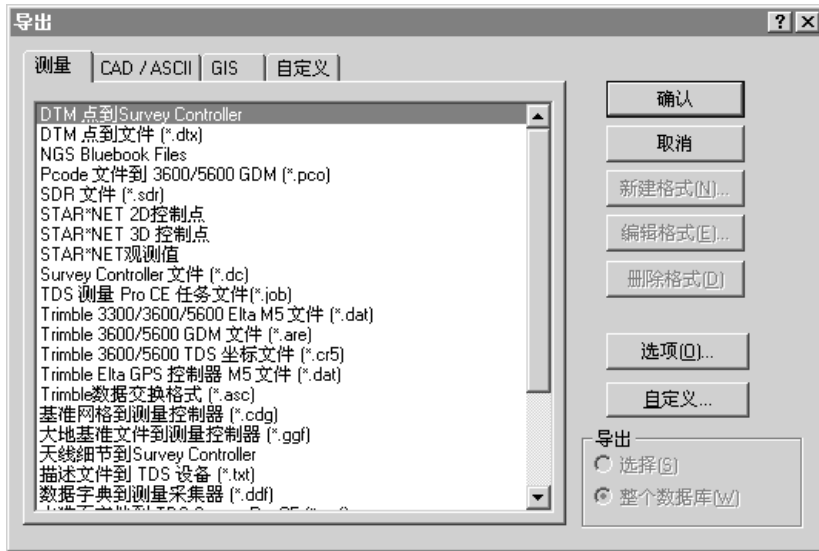 导出
测量
CAD / ASCII
GIS
自定义
DTM 点到Survey Controller
DTM 点到文件 (*.dtx)
NGS Bluebook Files
Pcode 文件到 3600/5600 GDM (*.pco)
SDR 文件 (*.sdr)
STAR*NET 2D控制点
STAR*NET 3D 控制点
STAR*NET观测值
Survey Controller 文件 (*.dc)
TDS 测量 Pro CE 任务文件(*.job)
Trimble 3300/3600/5600 Elta M5 文件 (*.dat)
Trimble 3600/5600 GDM 文件 (*.are)
Trimble 3600/5600 TDS 坐标文件 (*.cr5)
Trimble Elta GPS 控制器 M5 文件 (*.dat)
Trimble数据交换格式 (*.asc)
基准网格到测量控制器 (*.cdg)
大地基准文件到测量控制器 (*.ggf)
天线细节到Survey Controller
描述文件到 TDS 设备 (*.txt)
数据字典到测量采集器 (*.ddf)
确认
取消
新建格式(N)...
编辑格式(E)...
删除格式(D)
选项(O)...
自定义...
导出
选择(S)
整个数据库(W)